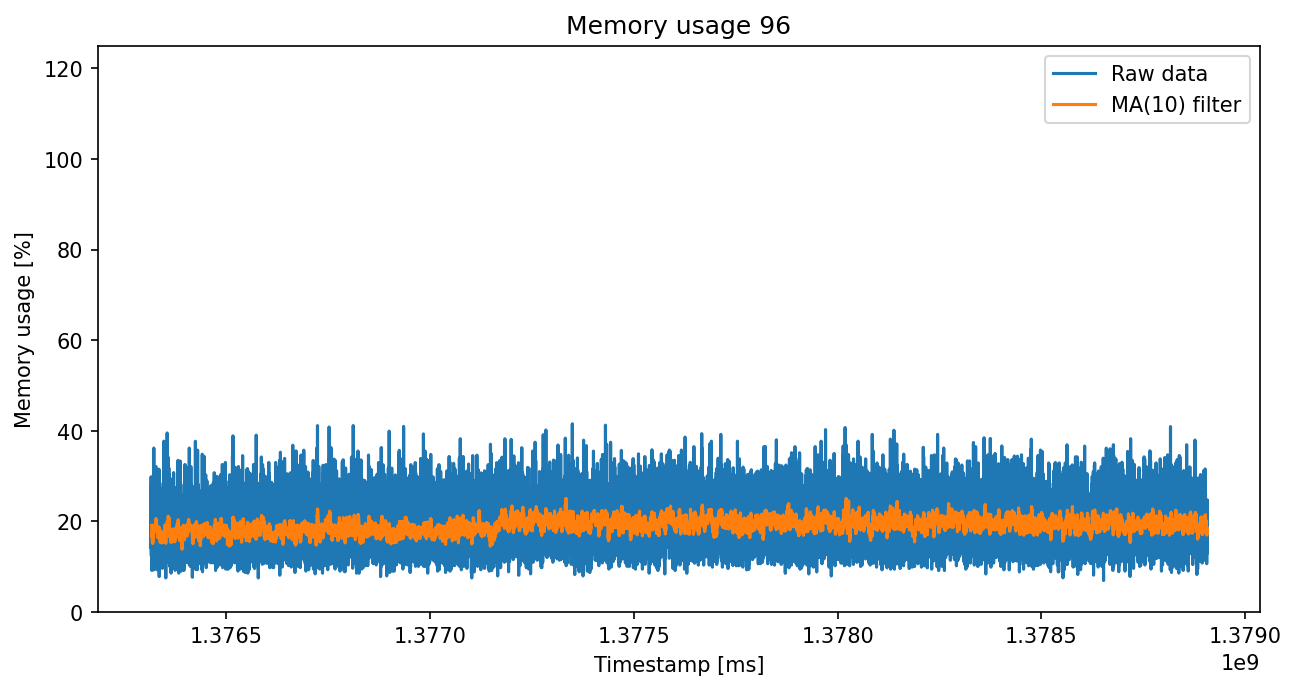 Memory usage 96
Raw data
MA(10) filter
Memory usage [%]
120
100
80
60
40
20
0
1.3765 1.3770 1.3775 1.3780 1.3785 1.3790
1e9
Timestamp [ms]